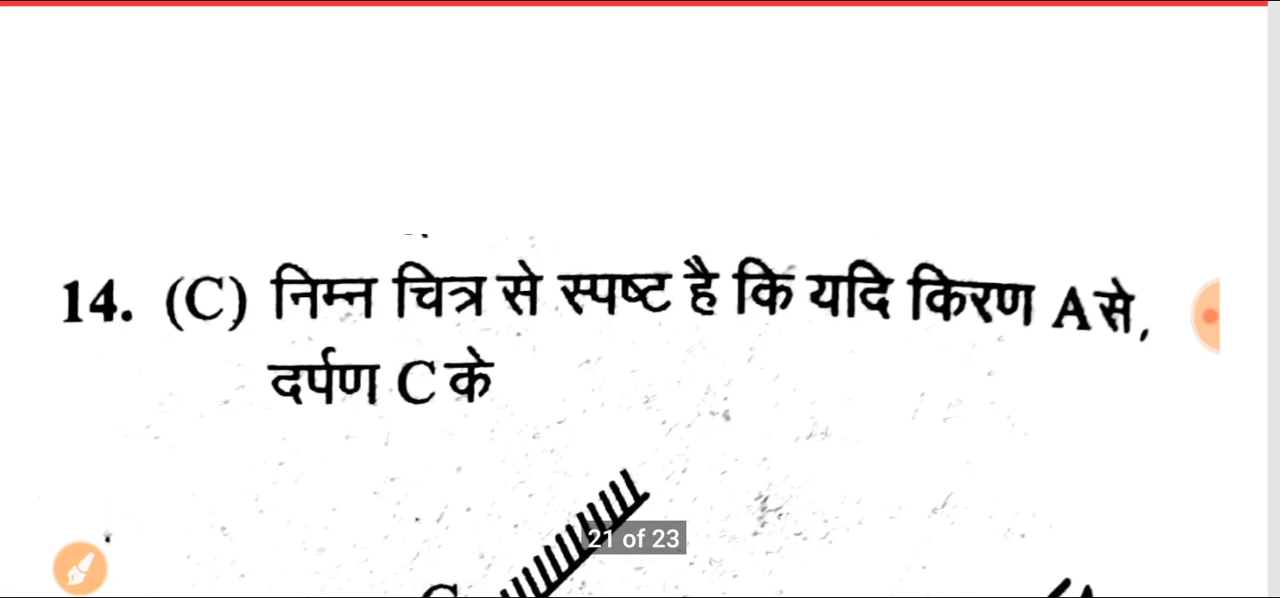 14. (C) निम्न चित्र से स्पष्ट है कि यदि किरण A से,
दर्पण C के
21 of 23